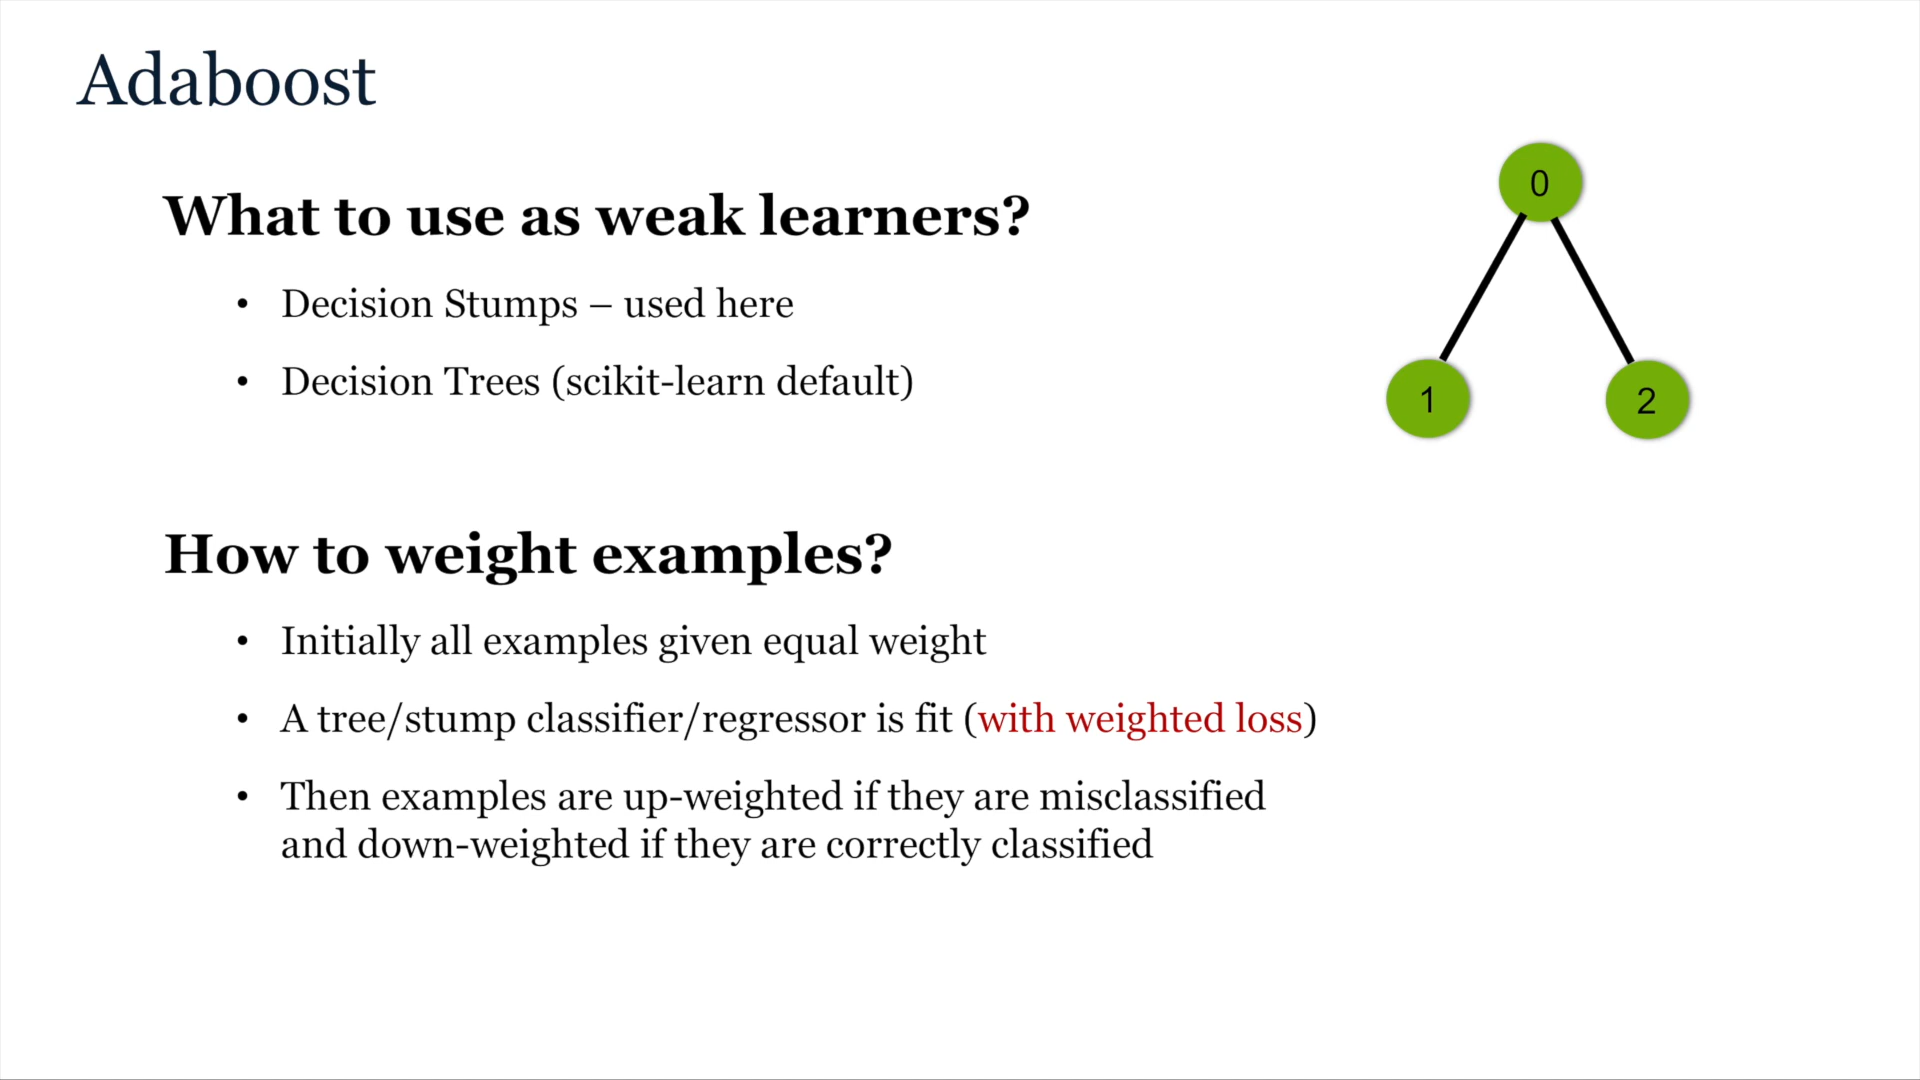 Adaboost
What to use as weak learners?
• Decision Stumps – used here
• Decision Trees (scikit-learn default)
0
1
2
How to weight examples?
• Initially all examples given equal weight
• A tree/stump classifier/regressor is fit (with weighted loss)
• Then examples are up-weighted if they are misclassified
and down-weighted if they are correctly classified